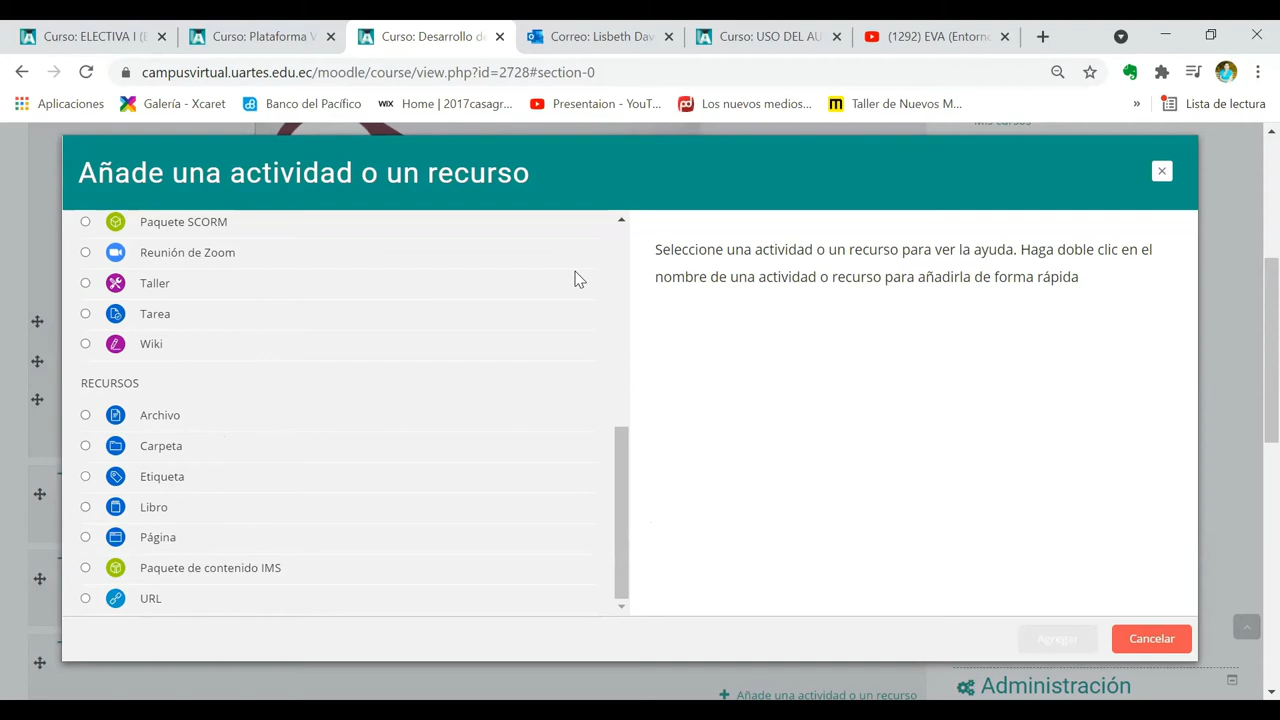 Curso: ELECTIVA I (E
Curso: Plataforma V
Curso: Desarrollo de
Correo: Lisbeth Dav
Curso: USO DEL AU
(1292) EVA (Entorno
campusvirtual.uartes.edu.ec/moodle/course/view.php?id=2728#section-0
Aplicaciones
Galería - Xcaret
Banco del Pacífico
WIX
Home | 2017casagr...
Presentaion - YouT...
Los nuevos medios...
Taller de Nuevos M...
»
Lista de lectura
Mis cursos
Añade una actividad o un recurso
Paquete SCORM
Reunión de Zoom
Taller
Tarea
Wiki
RECURSOS
Archivo
Carpeta
Etiqueta
Libro
Página
Paquete de contenido IMS
URL
Seleccione una actividad o un recurso para ver la ayuda. Haga doble clic en el
nombre de una actividad o recurso para añadirla de forma rápida
Agregar
Cancelar
Añade una actividad o un recurso
Administración